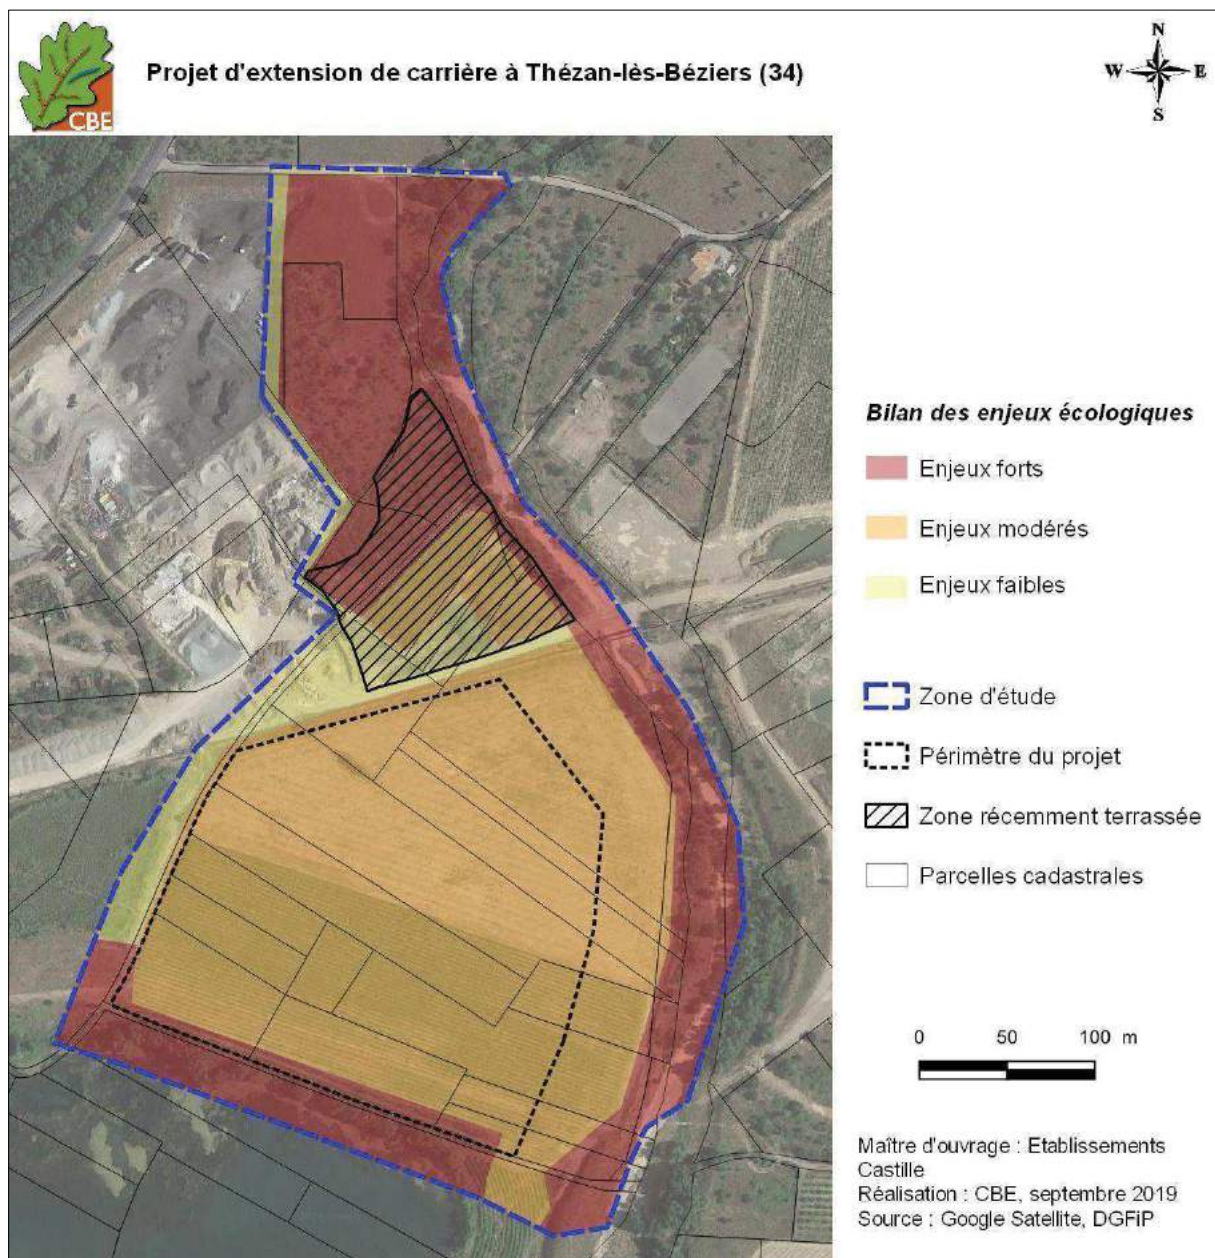 CBE
Projet d'extension de carrière à Thézan-lès-Béziers (34)
N
W
E
S
Bilan des enjeux écologiques
Enjeux forts
Enjeux modérés
Enjeux faibles
Zone d'étude
Périmètre du projet
Zone récemment terrassée
Parcelles cadastrales
0 50 100 m
Maître d'ouvrage : Etablissements
Castille
Réalisation : CBE, septembre 2019
Source : Google Satellite, DGFiP